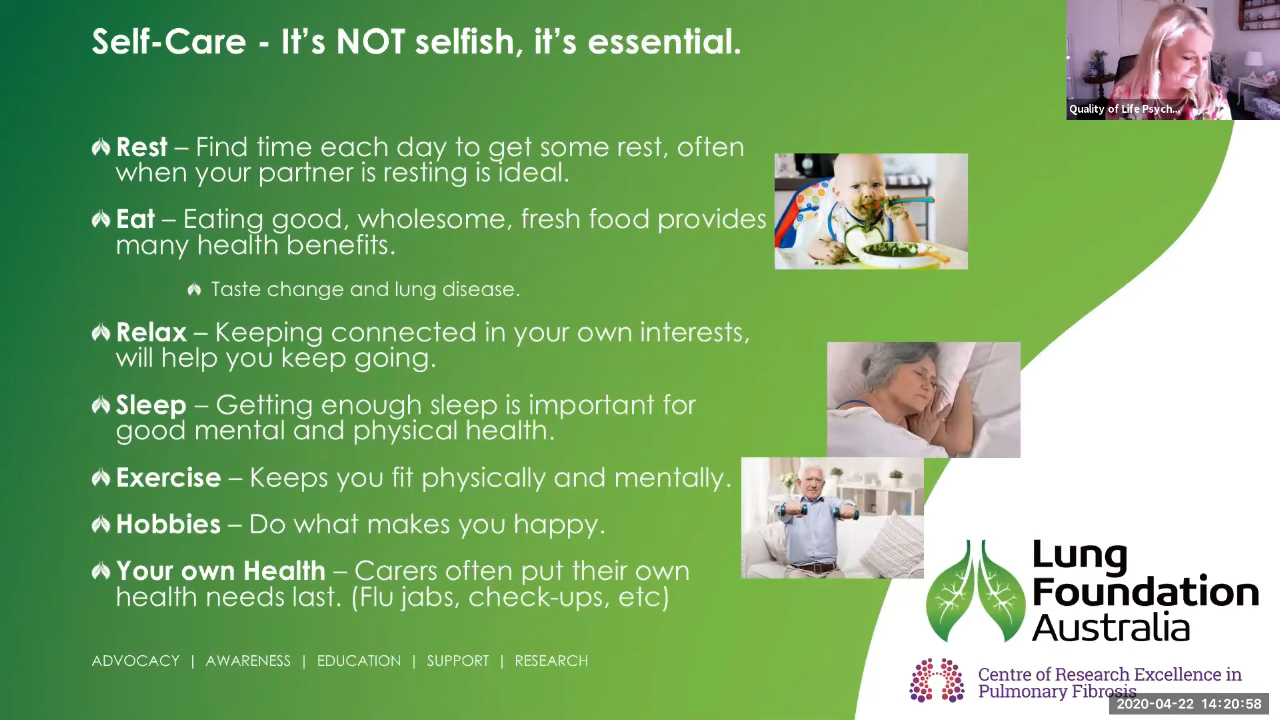 Self-Care - It's NOT selfish, it's essential.
Quality of Life Psych...
Rest – Find time each day to get some rest, often
when your partner is resting is ideal.
Eat – Eating good, wholesome, fresh food provides
many health benefits.
Taste change and lung disease.
Relax – Keeping connected in your own interests,
will help you keep going.
Sleep – Getting enough sleep is important for
good mental and physical health.
Exercise – Keeps you fit physically and mentally.
Hobbies – Do what makes you happy.
Your own Health – Carers often put their own
health needs last. (Flu jabs, check-ups, etc)
Lung
Foundation
Australia
ADVOCACY | AWARENESS | EDUCATION | SUPPORT | RESEARCH
Centre of Research Excellence in
Pulmonary Fibrosis
2020-04-22 14:20:58